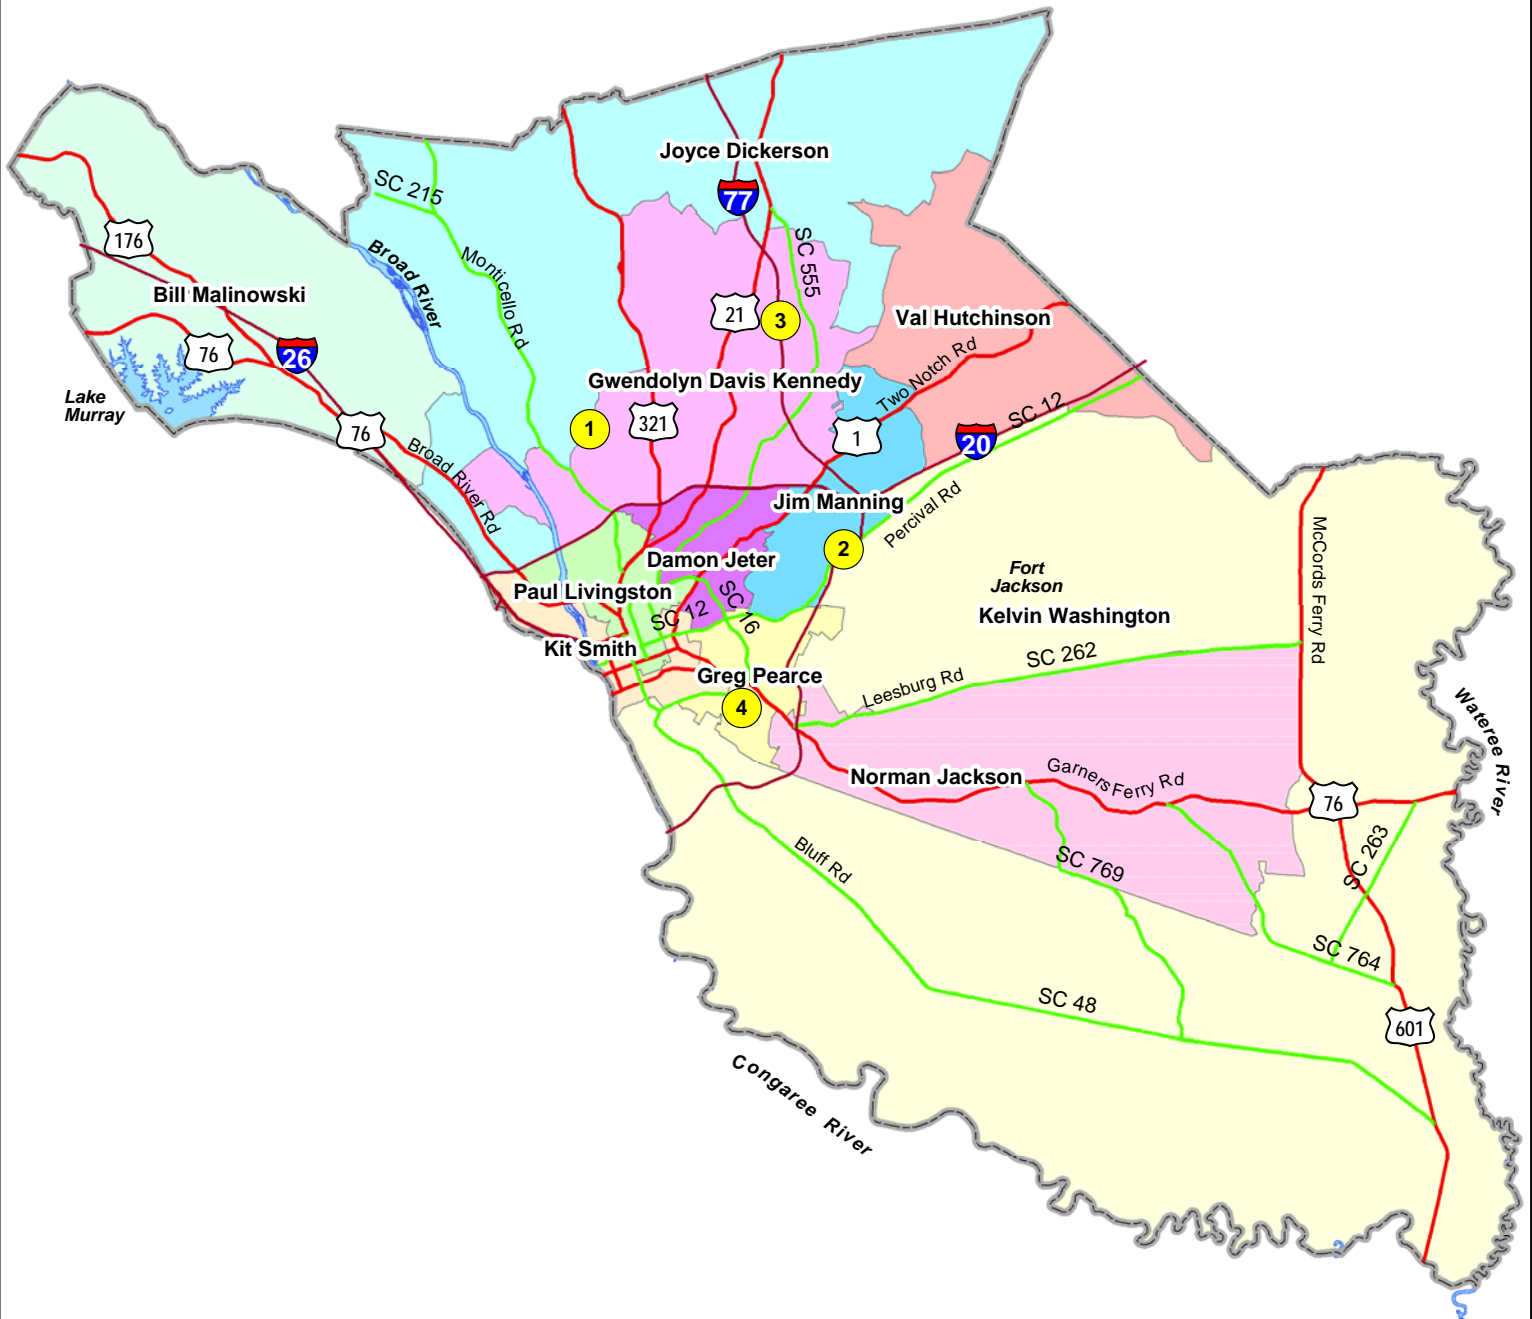 Joyce Dickerson
SC 215
77
176
Broad River
SC 555
Monticello Rd
Bill Malinowski
21
3
Val Hutchinson
76
26
Two Notch Rd
Gwendolyn Davis Kennedy
Lake
Murray
1
321
SC 12
76
1
20
Broad River Rd
Jim Manning
Percival Rd
McCords Ferry Rd
2
Damon Jeter
Fort
Jackson
Paul Livingston
SC 16
SC 12
Kelvin Washington
Kit Smith
SC 262
Greg Pearce
Leesburg Rd
4
Wateree River
Norman Jackson
Garners Ferry Rd
76
Bluff Rd
SC 769
SC 263
SC 764
SC 48
601
Congaree River